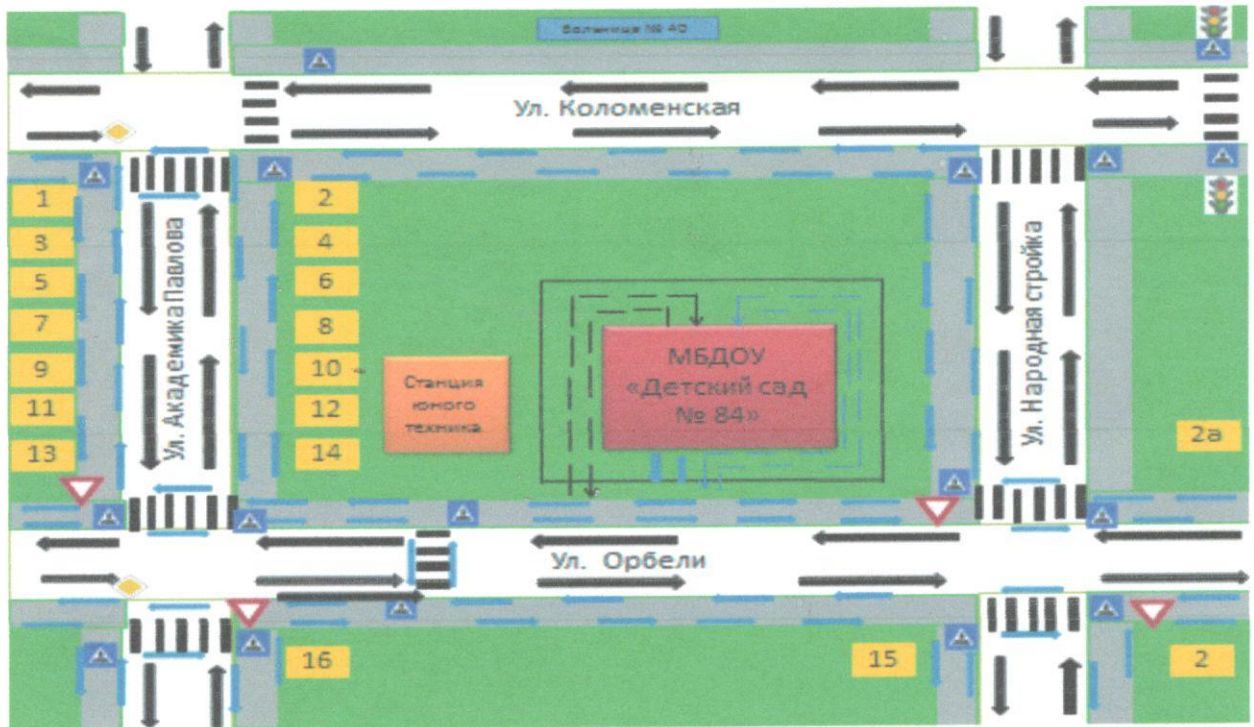 Больница № 40
Ул. Коломенская
1
2
3
4
5
6
7
8
9
10
11
12
13
14
Ул. Академика Павлова
Станция
юного
техника
МБДОУ
«Детский сад
№ 84»
Ул. Народная стройка
2а
Ул. Орбели
16
15
2